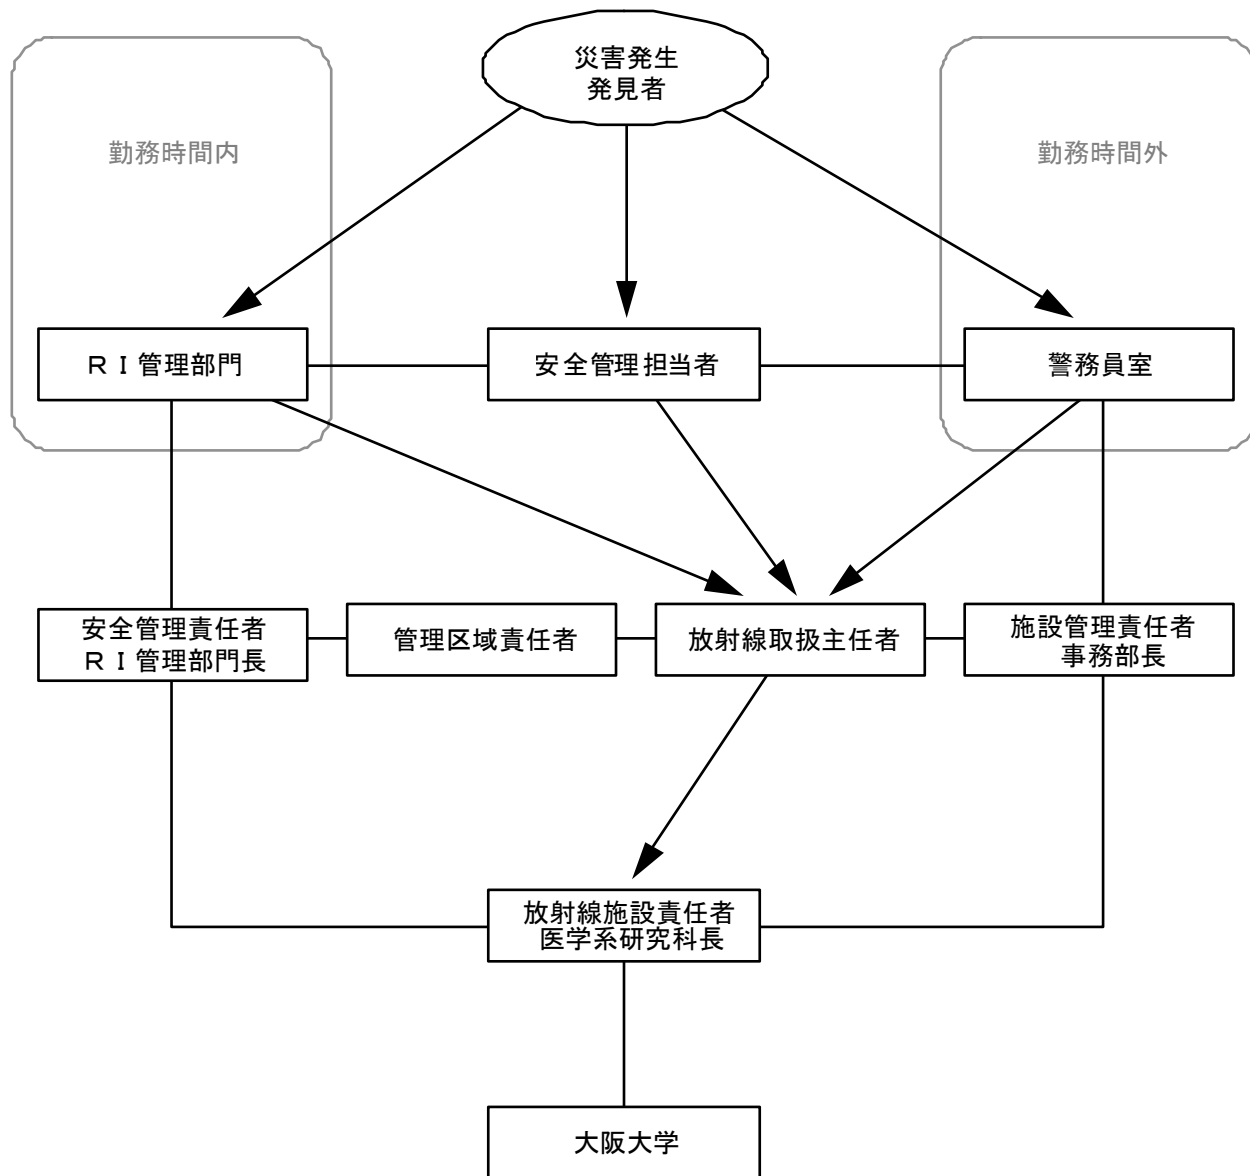 災害発生
発見者
勤務時間内
勤務時間外
ＲＩ管理部門
安全管理担当者
警務員室
安全管理責任者
ＲＩ管理部門長
管理区域責任者
放射線取扱主任者
施設管理責任者
事務部長
放射線施設責任者
医学系研究科長
大阪大学